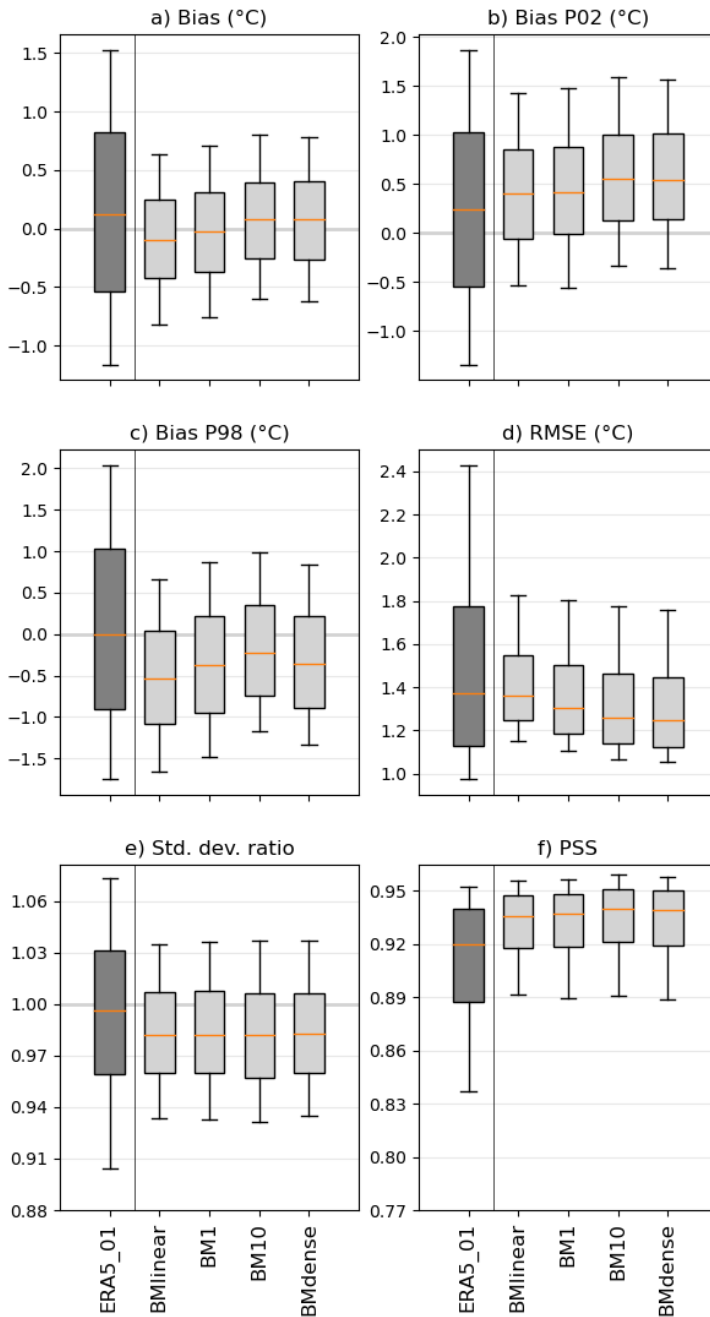 a) Bias (°C)
1.5
1.0
0.5
0.0
−0.5
−1.0
b) Bias P02 (°C)
2.0
1.5
1.0
0.5
0.0
−0.5
−1.0
c) Bias P98 (°C)
2.0
1.5
1.0
0.5
0.0
−0.5
−1.0
−1.5
d) RMSE (°C)
2.4
2.2
2.0
1.8
1.6
1.4
1.2
1.0
e) Std. dev. ratio
1.06
1.03
1.00
0.97
0.94
0.91
0.88
ERA5_01
BMlinear
BM1
BM10
BMdense
f) PSS
0.95
0.92
0.89
0.86
0.83
0.80
0.77
ERA5_01
BMlinear
BM1
BM10
BMdense